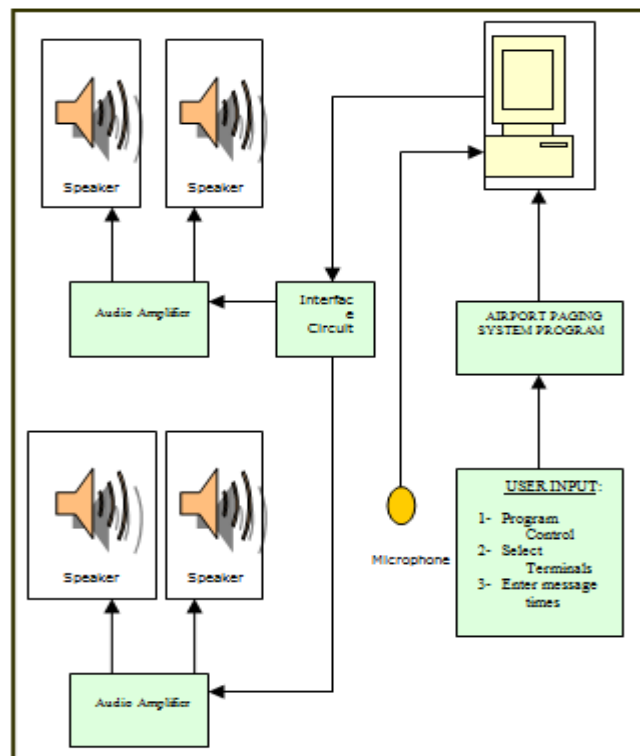 Speaker
Speaker
Audio Amplifier
Interfac
e
Circuit
AIRPORT PAGING
SYSTEM PROGRAM
Speaker
Speaker
Microphone
USER INPUT:
1- Program
Control
2- Select
Terminals
3- Enter message
times
Audio Amplifier